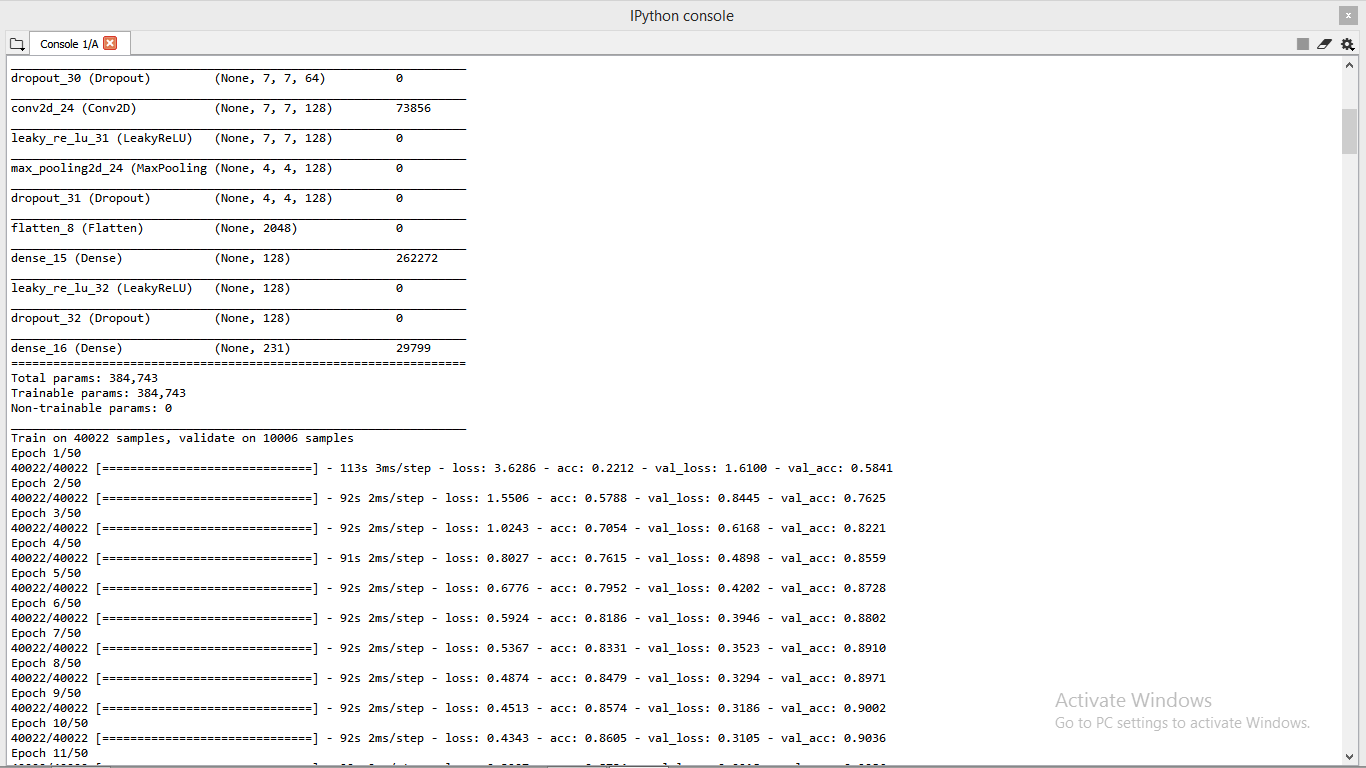 IPython console
Console 1/A
dropout_30 (Dropout) (None, 7, 7, 64) 0
conv2d_24 (Conv2D) (None, 7, 7, 128) 73856
leaky_re_lu_31 (LeakyReLU) (None, 7, 7, 128) 0
max_pooling2d_24 (MaxPooling (None, 4, 4, 128) 0
dropout_31 (Dropout) (None, 4, 4, 128) 0
flatten_8 (Flatten) (None, 2048) 0
dense_15 (Dense) (None, 128) 262272
leaky_re_lu_32 (LeakyReLU) (None, 128) 0
dropout_32 (Dropout) (None, 128) 0
dense_16 (Dense) (None, 231) 29799
=================================================================
Total params: 384,743
Trainable params: 384,743
Non-trainable params: 0
Train on 40022 samples, validate on 10006 samples
Epoch 1/50
40022/40022 [==============================] - 113s 3ms/step - loss: 3.6286 - acc: 0.2212 - val_loss: 1.6100 - val_acc: 0.5841
Epoch 2/50
40022/40022 [==============================] - 92s 2ms/step - loss: 1.5506 - acc: 0.5788 - val_loss: 0.8445 - val_acc: 0.7625
Epoch 3/50
40022/40022 [==============================] - 92s 2ms/step - loss: 1.0243 - acc: 0.7054 - val_loss: 0.6168 - val_acc: 0.8221
Epoch 4/50
40022/40022 [==============================] - 91s 2ms/step - loss: 0.8027 - acc: 0.7615 - val_loss: 0.4898 - val_acc: 0.8559
Epoch 5/50
40022/40022 [==============================] - 92s 2ms/step - loss: 0.6776 - acc: 0.7952 - val_loss: 0.4202 - val_acc: 0.8728
Epoch 6/50
40022/40022 [==============================] - 92s 2ms/step - loss: 0.5924 - acc: 0.8186 - val_loss: 0.3946 - val_acc: 0.8802
Epoch 7/50
40022/40022 [==============================] - 92s 2ms/step - loss: 0.5367 - acc: 0.8331 - val_loss: 0.3523 - val_acc: 0.8910
Epoch 8/50
40022/40022 [==============================] - 92s 2ms/step - loss: 0.4874 - acc: 0.8479 - val_loss: 0.3294 - val_acc: 0.8971
Epoch 9/50
40022/40022 [==============================] - 92s 2ms/step - loss: 0.4513 - acc: 0.8574 - val_loss: 0.3186 - val_acc: 0.9002
Epoch 10/50
40022/40022 [==============================] - 92s 2ms/step - loss: 0.4343 - acc: 0.8605 - val_loss: 0.3105 - val_acc: 0.9036
Epoch 11/50
Activate Windows
Go to PC settings to activate Windows.